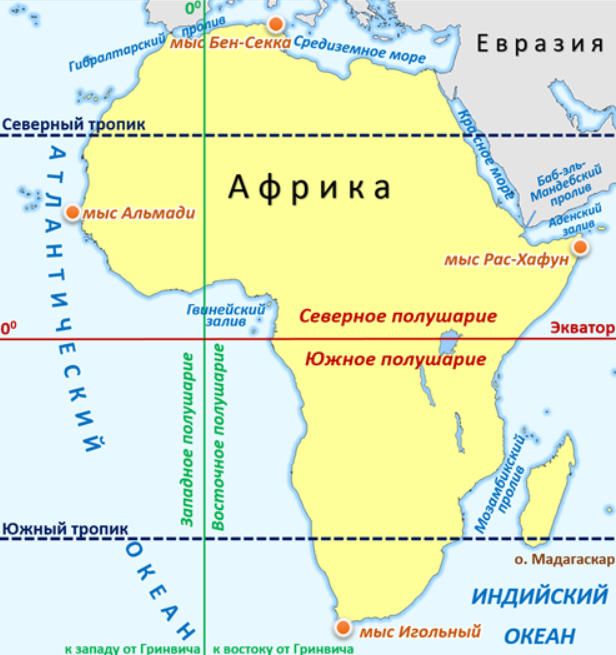 0⁰
Гибралтарский пролив
мыс Бен-Секка
Средиземное море
Евразия
Северный тропик
Красное море
Баб-эль-
Мандебский
пролив
Африка
АТЛАНТИЧЕСКИЙ
мыс Альмади
Аденский
залив
мыс Рас-Хафун
Гвинейский
залив
Северное полушарие
0⁰
Экватор
Южное полушарие
Западное полушарие
Восточное полушарие
Мозамбикский
пролив
Южный тропик
ОКЕАН
о. Мадагаскар
ИНДИЙСКИЙ
ОКЕАН
мыс Игольный
к западу от Гринвича
к востоку от Гринвича